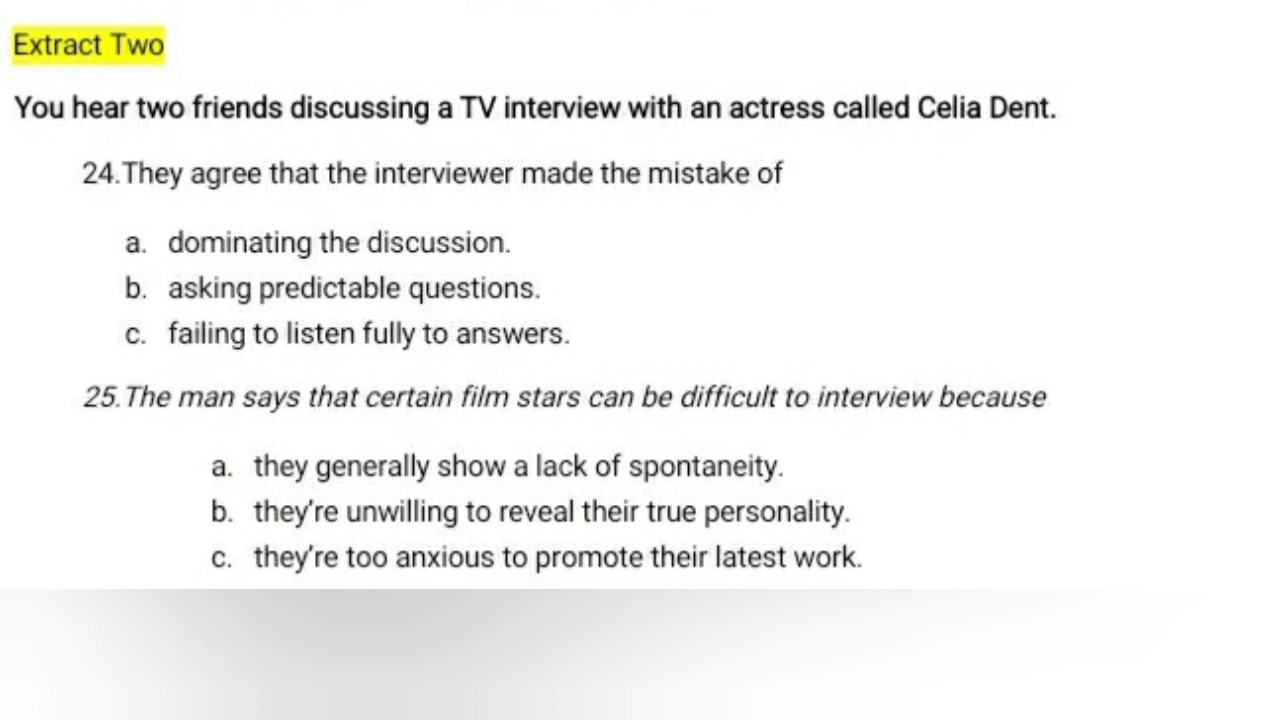 Extract Two
You hear two friends discussing a TV interview with an actress called Celia Dent.
24. They agree that the interviewer made the mistake of
a. dominating the discussion.
b. asking predictable questions.
c. failing to listen fully to answers.
25. The man says that certain film stars can be difficult to interview because
a. they generally show a lack of spontaneity.
b. they're unwilling to reveal their true personality.
c. they're too anxious to promote their latest work.